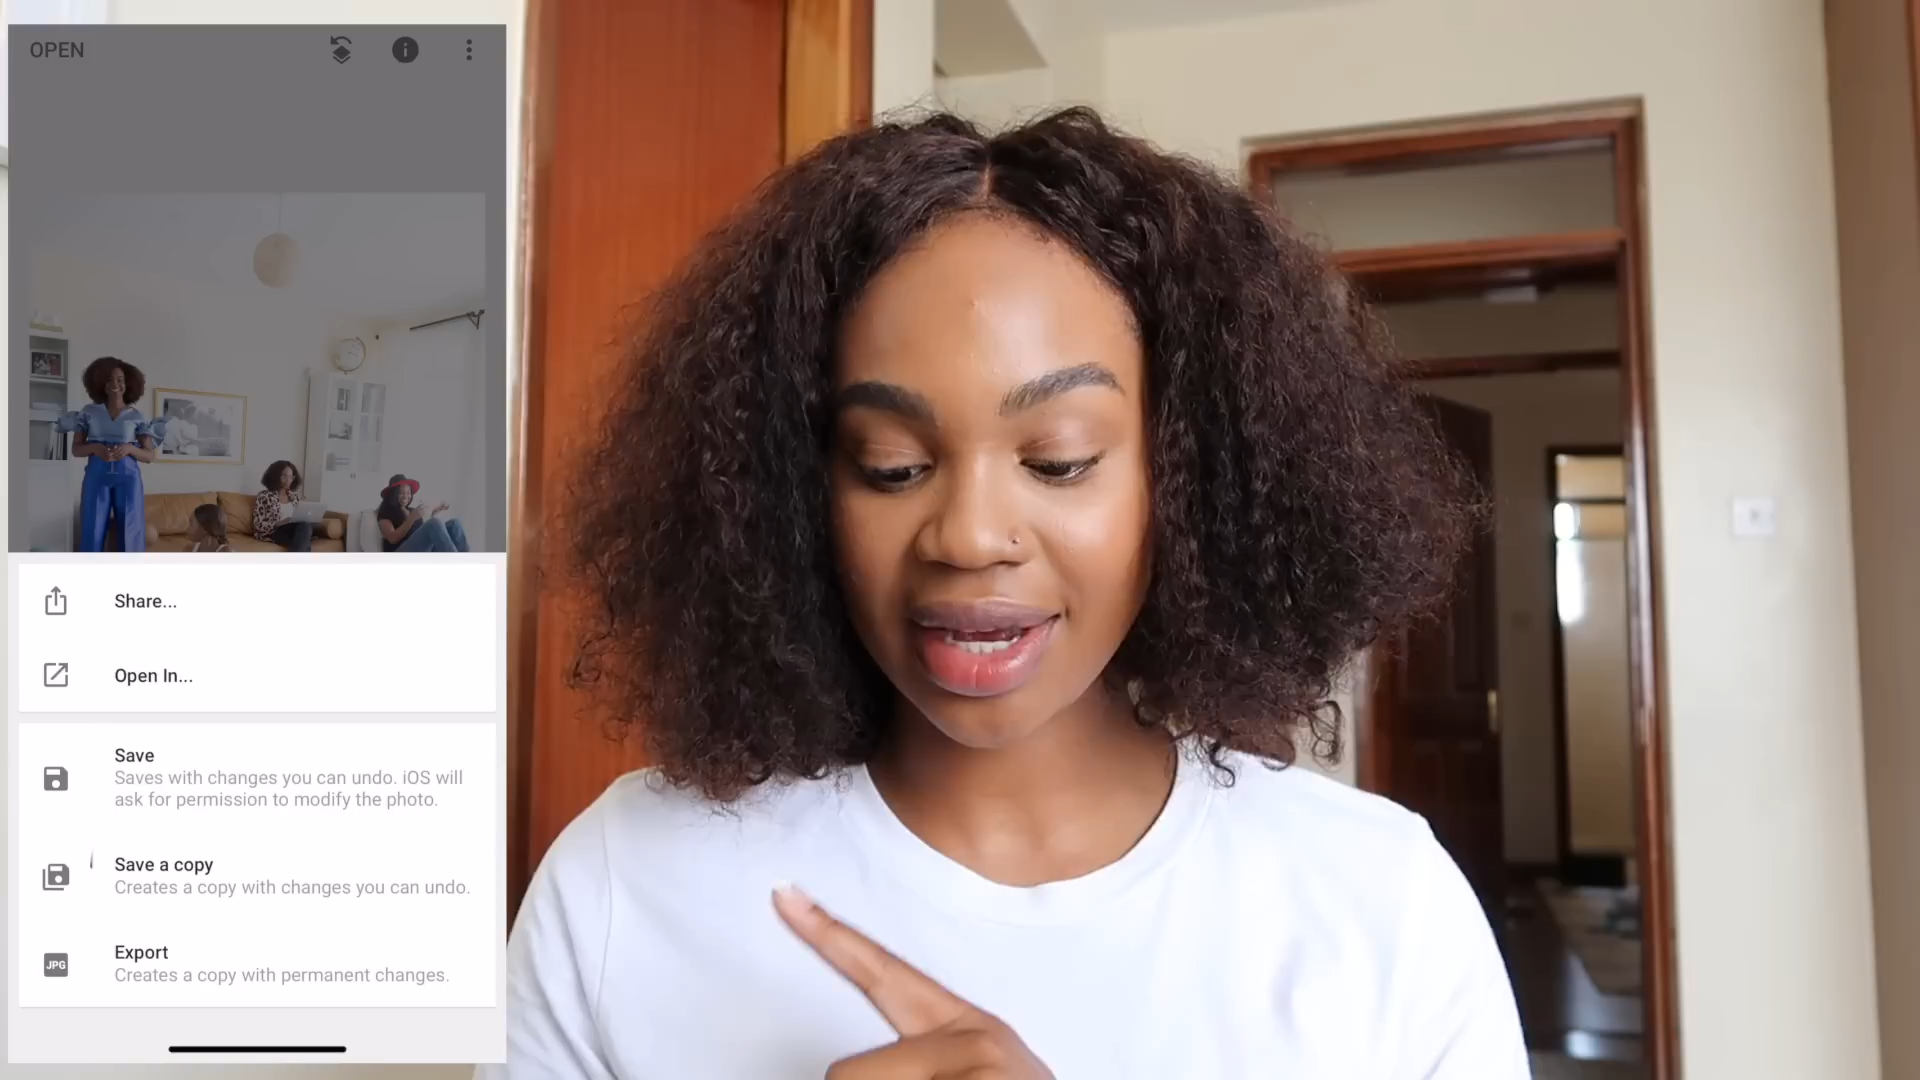 OPEN
Share...
Open In...
Save
Saves with changes you can undo. iOS will
ask for permission to modify the photo.
Save a copy
Creates a copy with changes you can undo.
JPG
Export
Creates a copy with permanent changes.